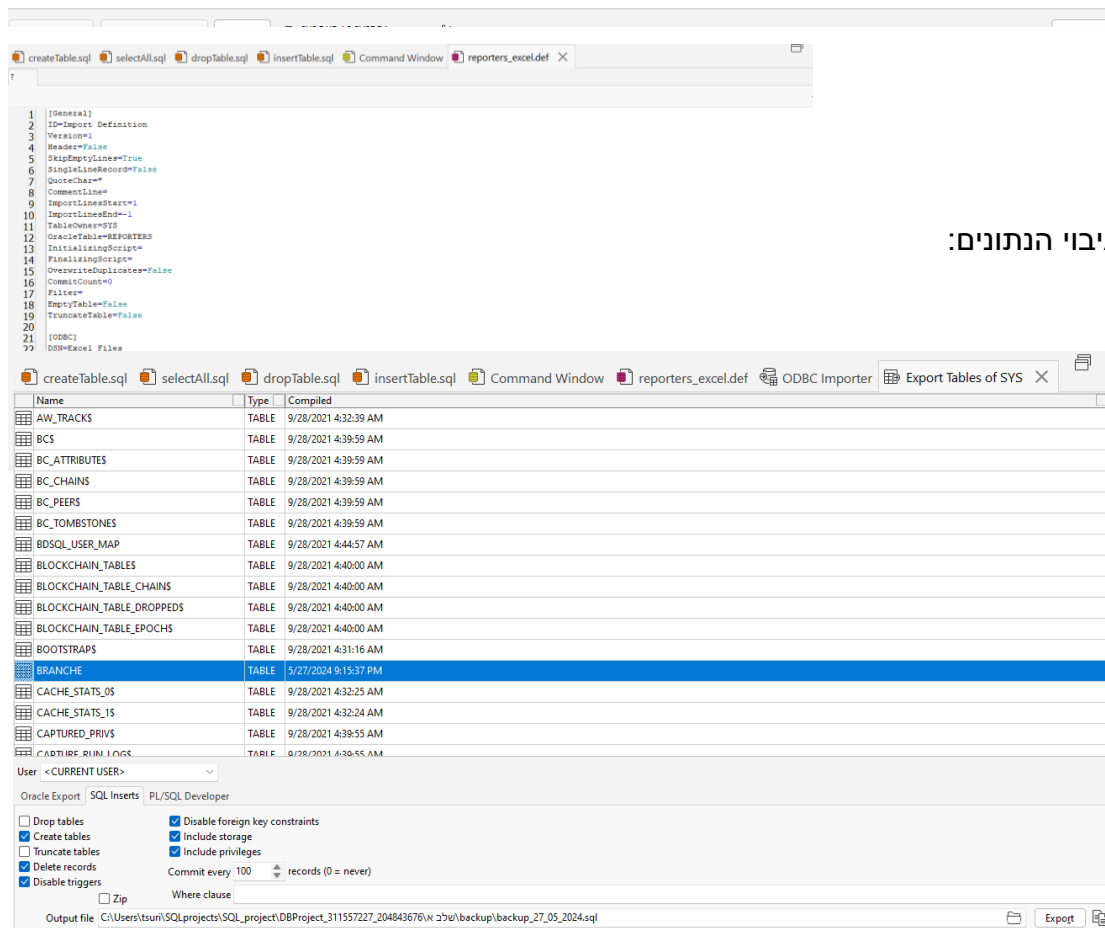 createTable.sql selectAll.sql dropTable.sql insertTable.sql Command Window reporters_excel.def
?
1 [General]
2 ID=Import Definition
3 Version=1
4 Header=False
5 SkipEmptyLines=True
6 SingleLineRecord=False
7 QuoteChar="
8 CommentLine=
9 ImportLinesStart=1
10 ImportLinesEnd=-1
11 TableOwner=SYS
12 OracleTable=REPORTERS
13 InitializingScript=
14 FinalizingScript=
15 OverwriteDuplicates=False
16 CommitCount=0
17 Filter=
18 EmptyTable=False
19 TruncateTable=False
20
21 [ODBC]
22 DSN=Excel Files
יבוי הנתונים:
createTable.sql selectAll.sql dropTable.sql insertTable.sql Command Window reporters_excel.def ODBC Importer Export Tables of SYS
Name Type Compiled
AW_TRACK$ TABLE 9/28/2021 4:32:39 AM
BC$ TABLE 9/28/2021 4:39:59 AM
BC_ATTRIBUTE$ TABLE 9/28/2021 4:39:59 AM
BC_CHAIN$ TABLE 9/28/2021 4:39:59 AM
BC_PEER$ TABLE 9/28/2021 4:39:59 AM
BC_TOMBSTONE$ TABLE 9/28/2021 4:39:59 AM
BDSQL_USER_MAP TABLE 9/28/2021 4:44:57 AM
BLOCKCHAIN_TABLE$ TABLE 9/28/2021 4:40:00 AM
BLOCKCHAIN_TABLE_CHAIN$ TABLE 9/28/2021 4:40:00 AM
BLOCKCHAIN_TABLE_DROPPED$ TABLE 9/28/2021 4:40:00 AM
BLOCKCHAIN_TABLE_EPOCH$ TABLE 9/28/2021 4:40:00 AM
BOOTSTRAP$ TABLE 9/28/2021 4:31:16 AM
BRANCHE TABLE 5/27/2024 9:15:37 PM
CACHE_STATS_0$ TABLE 9/28/2021 4:32:25 AM
CACHE_STATS_1$ TABLE 9/28/2021 4:32:24 AM
CAPTURED_PRIV$ TABLE 9/28/2021 4:39:55 AM
CAPTURE_RUN_LOG$ TABLE 9/28/2021 4:39:55 AM
User <CURRENT USER>
Oracle Export SQL Inserts PL/SQL Developer
Drop tables Disable foreign key constraints
Create tables Include storage
Truncate tables Include privileges
Delete records Commit every 100 records (0 = never)
Disable triggers
Zip Where clause
Output file C:\Users\tsuri\SQLprojects\SQL_project\DBProject_311557227_204843676\שלב א\backup\backup_27_05_2024.sql Export